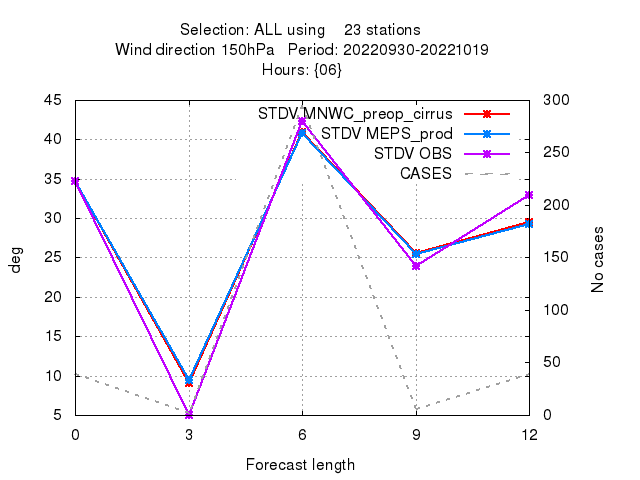 Selection: ALL using 23 stations
Wind direction 150hPa Period: 20220930-20221019
Hours: {06}
STDV MNWC_preop_cirrus
STDV MEPS_prod
STDV OBS
CASES
45
40
35
30
25
20
15
10
5
300
250
200
150
100
50
0
deg
No cases
0 3 6 9 12
Forecast length